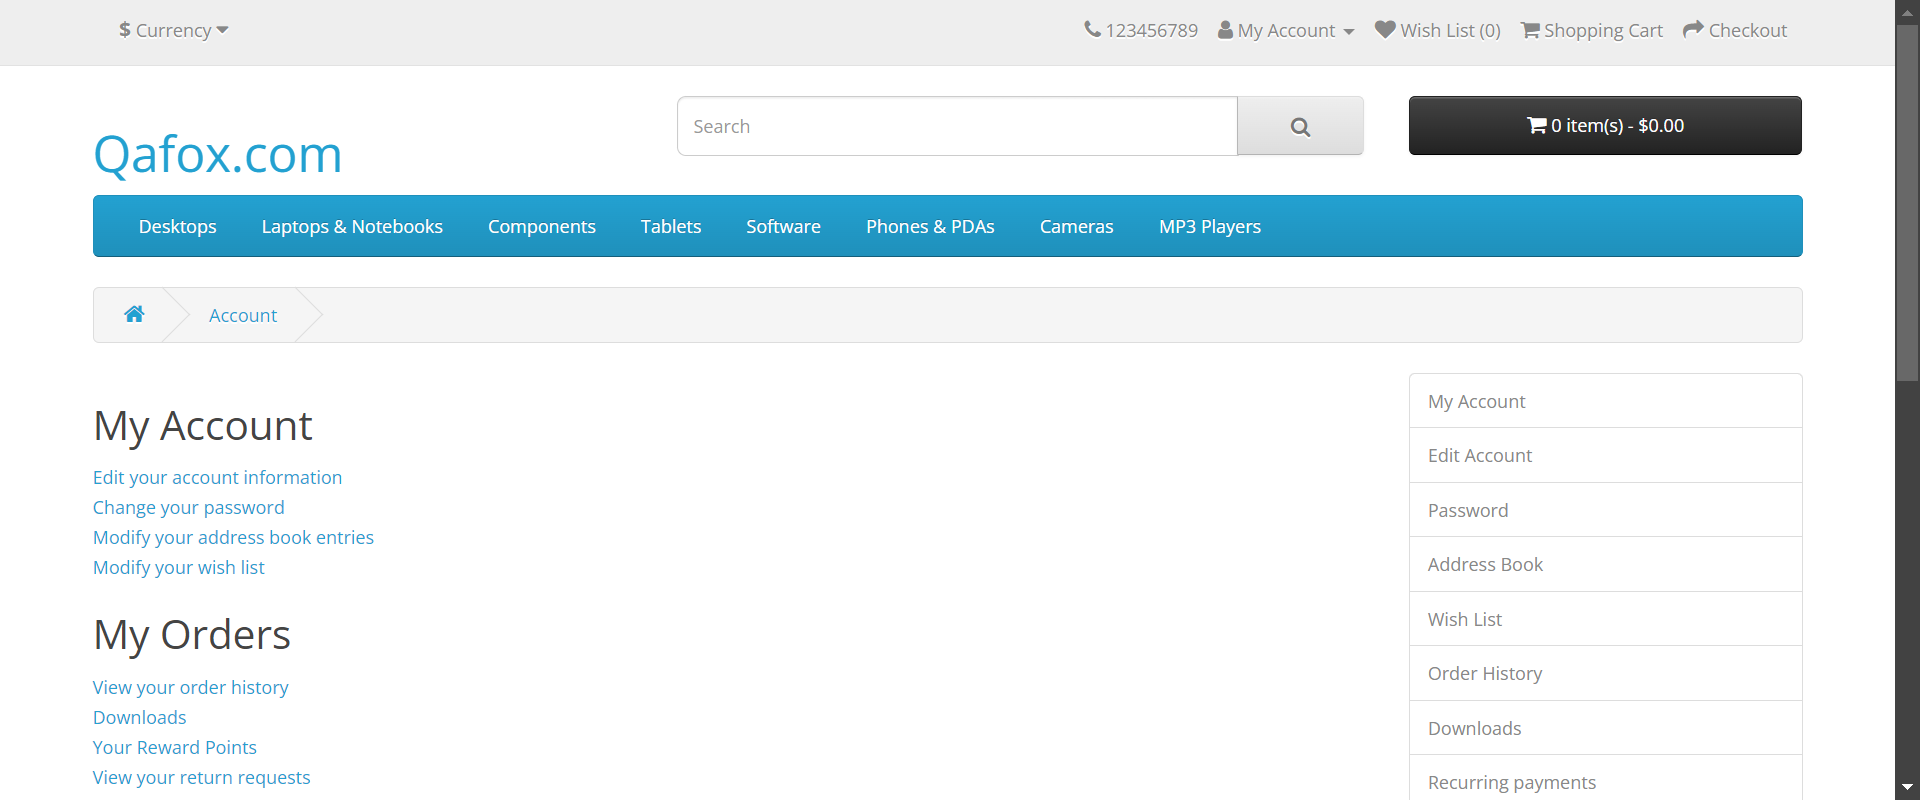 $ Currency
123456789 My Account Wish List (0) Shopping Cart Checkout
Qafox.com
Search
0 item(s) - $0.00
Desktops Laptops & Notebooks Components Tablets Software Phones & PDAs Cameras MP3 Players
Account
My Account
Edit your account information
Change your password
Modify your address book entries
Modify your wish list
My Orders
View your order history
Downloads
Your Reward Points
View your return requests
My Account
Edit Account
Password
Address Book
Wish List
Order History
Downloads
Recurring payments